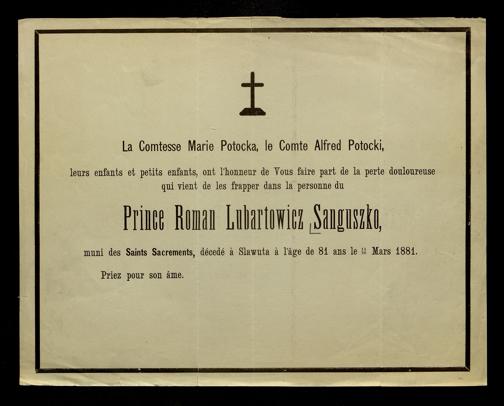 La Comtesse Marie Potocka, le Comte Alfred Potocki,
leurs enfants et petits enfants, ont l'honneur de Vous faire part de la perte douloureuse
qui vient de les frapper dans la personne du
Prince Roman Lubartowicz Sanguszko,
muni des Saints Sacrements, décedé à Slawuta à l'âge de 81 ans le Mars 1881.
Priez pour son âme.